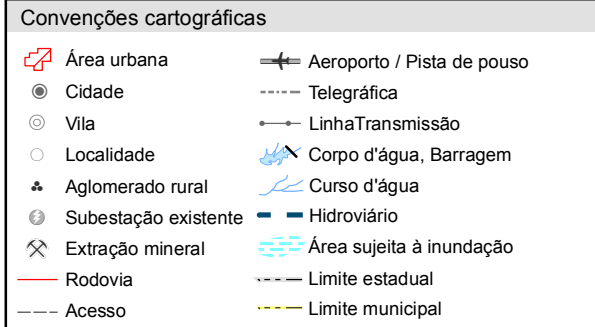 Convenções cartográficas
Área urbana
Cidade
Vila
Localidade
Aglomerado rural
Subestação existente
Extração mineral
Rodovia
Acesso
Aeroporto / Pista de pouso
Telegráfica
LinhaTransmissão
Corpo d'água, Barragem
Curso d'água
Hidroviário
Área sujeita à inundação
Limite estadual
Limite municipal